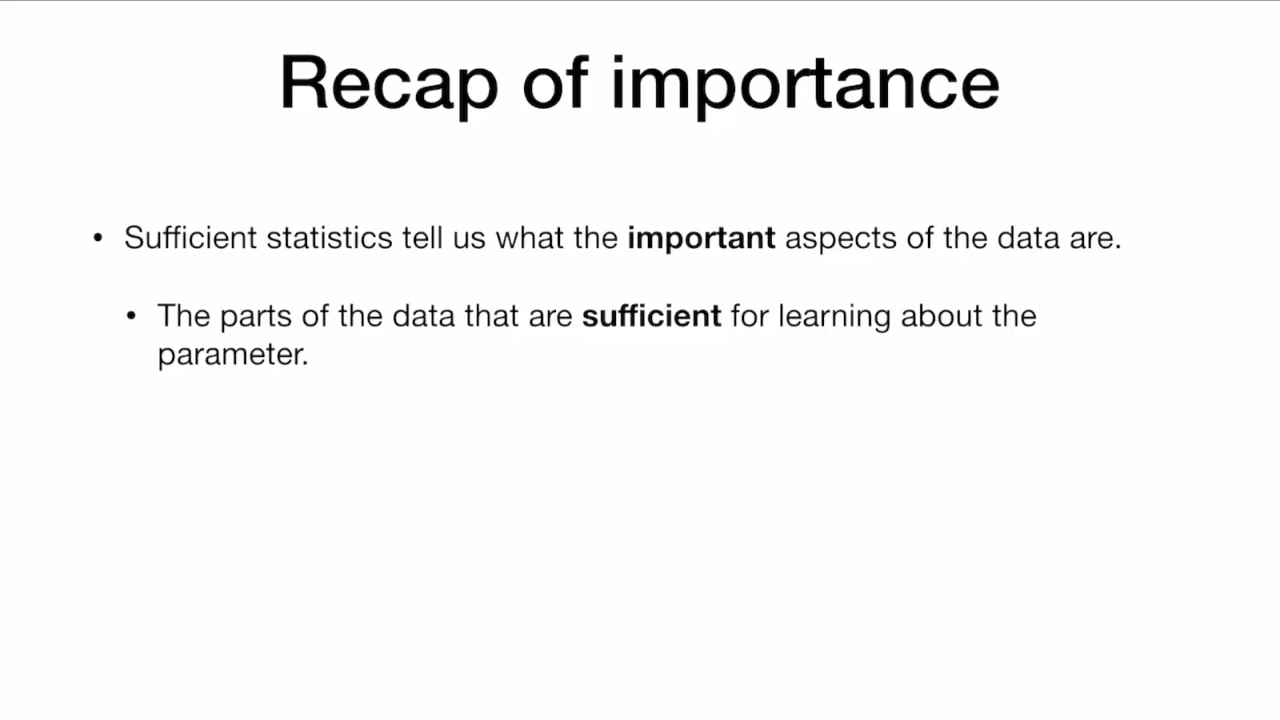 Recap of importance
• Sufficient statistics tell us what the important aspects of the data are.
• The parts of the data that are sufficient for learning about the
parameter.